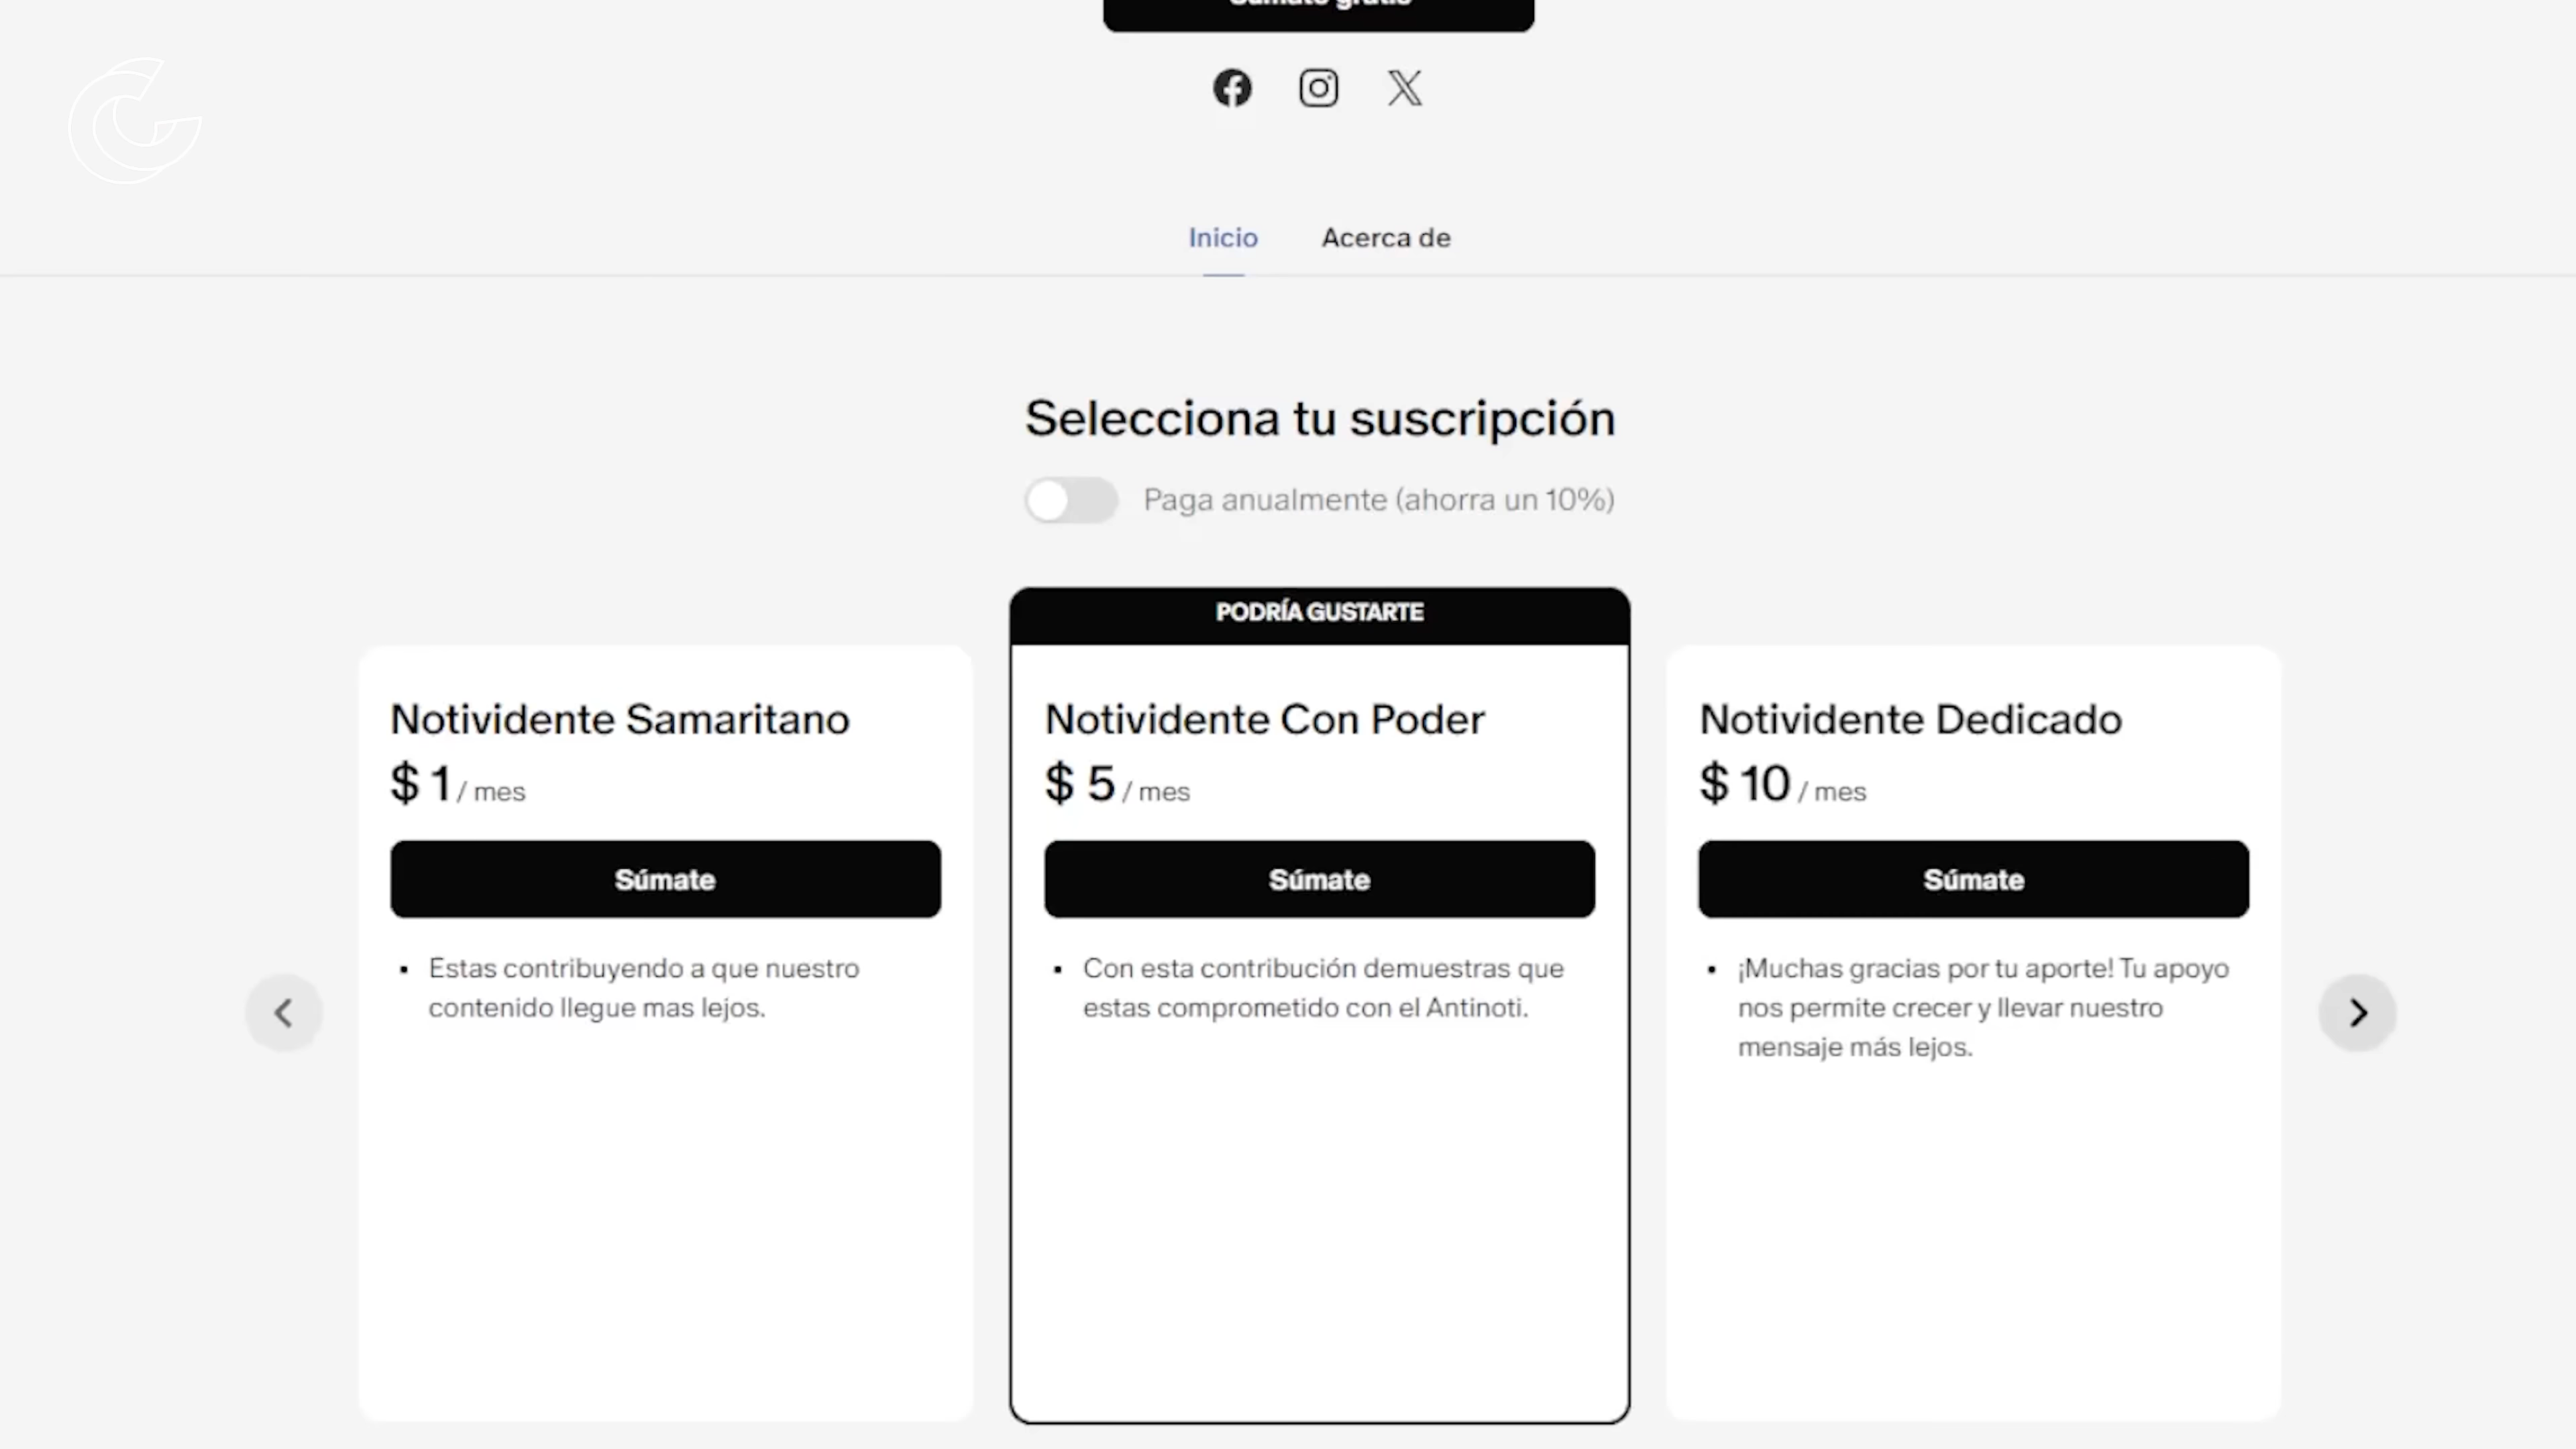 Súmate gratis
Inicio Acerca de
Selecciona tu suscripción
Paga anualmente (ahorra un 10%)
PODRÍA GUSTARTE
Notividente Samaritano
$ 1 / mes
Súmate
▪ Estas contribuyendo a que nuestro
contenido llegue mas lejos.
Notividente Con Poder
$ 5 / mes
Súmate
▪ Con esta contribución demuestras que
estas comprometido con el Antinoti.
Notividente Dedicado
$ 10 / mes
Súmate
▪ ¡Muchas gracias por tu aporte! Tu apoyo
nos permite crecer y llevar nuestro
mensaje más lejos.